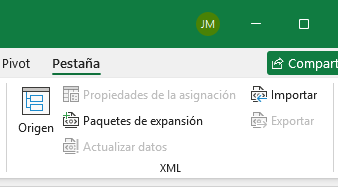 JM
Pivot Pestaña Compart
Propiedades de la asignación Importar
Origen Paquetes de expansión Exportar
Actualizar datos
XML